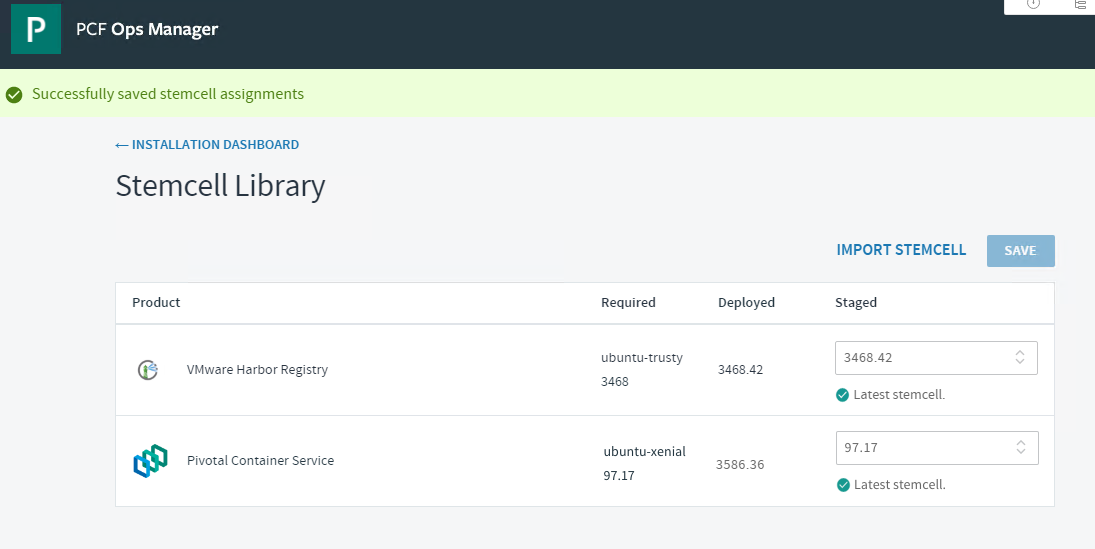 P PCF Ops Manager
Successfully saved stemcell assignments
← INSTALLATION DASHBOARD
Stemcell Library
IMPORT STEMCELL SAVE
Product Required Deployed Staged
VMware Harbor Registry ubuntu-trusty 3468.42 3468.42
3468
Latest stemcell.
Pivotal Container Service ubuntu-xenial 3586.36 97.17
97.17
Latest stemcell.